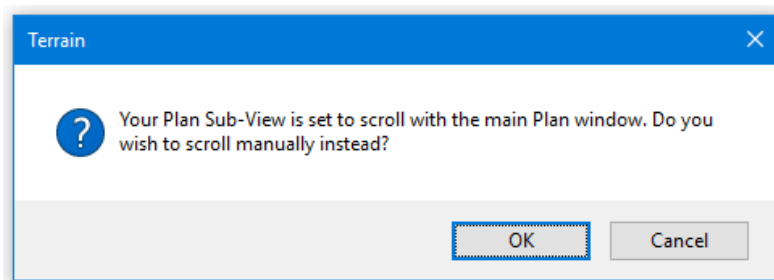 Terrain
Your Plan Sub-View is set to scroll with the main Plan window. Do you
wish to scroll manually instead?
OK
Cancel